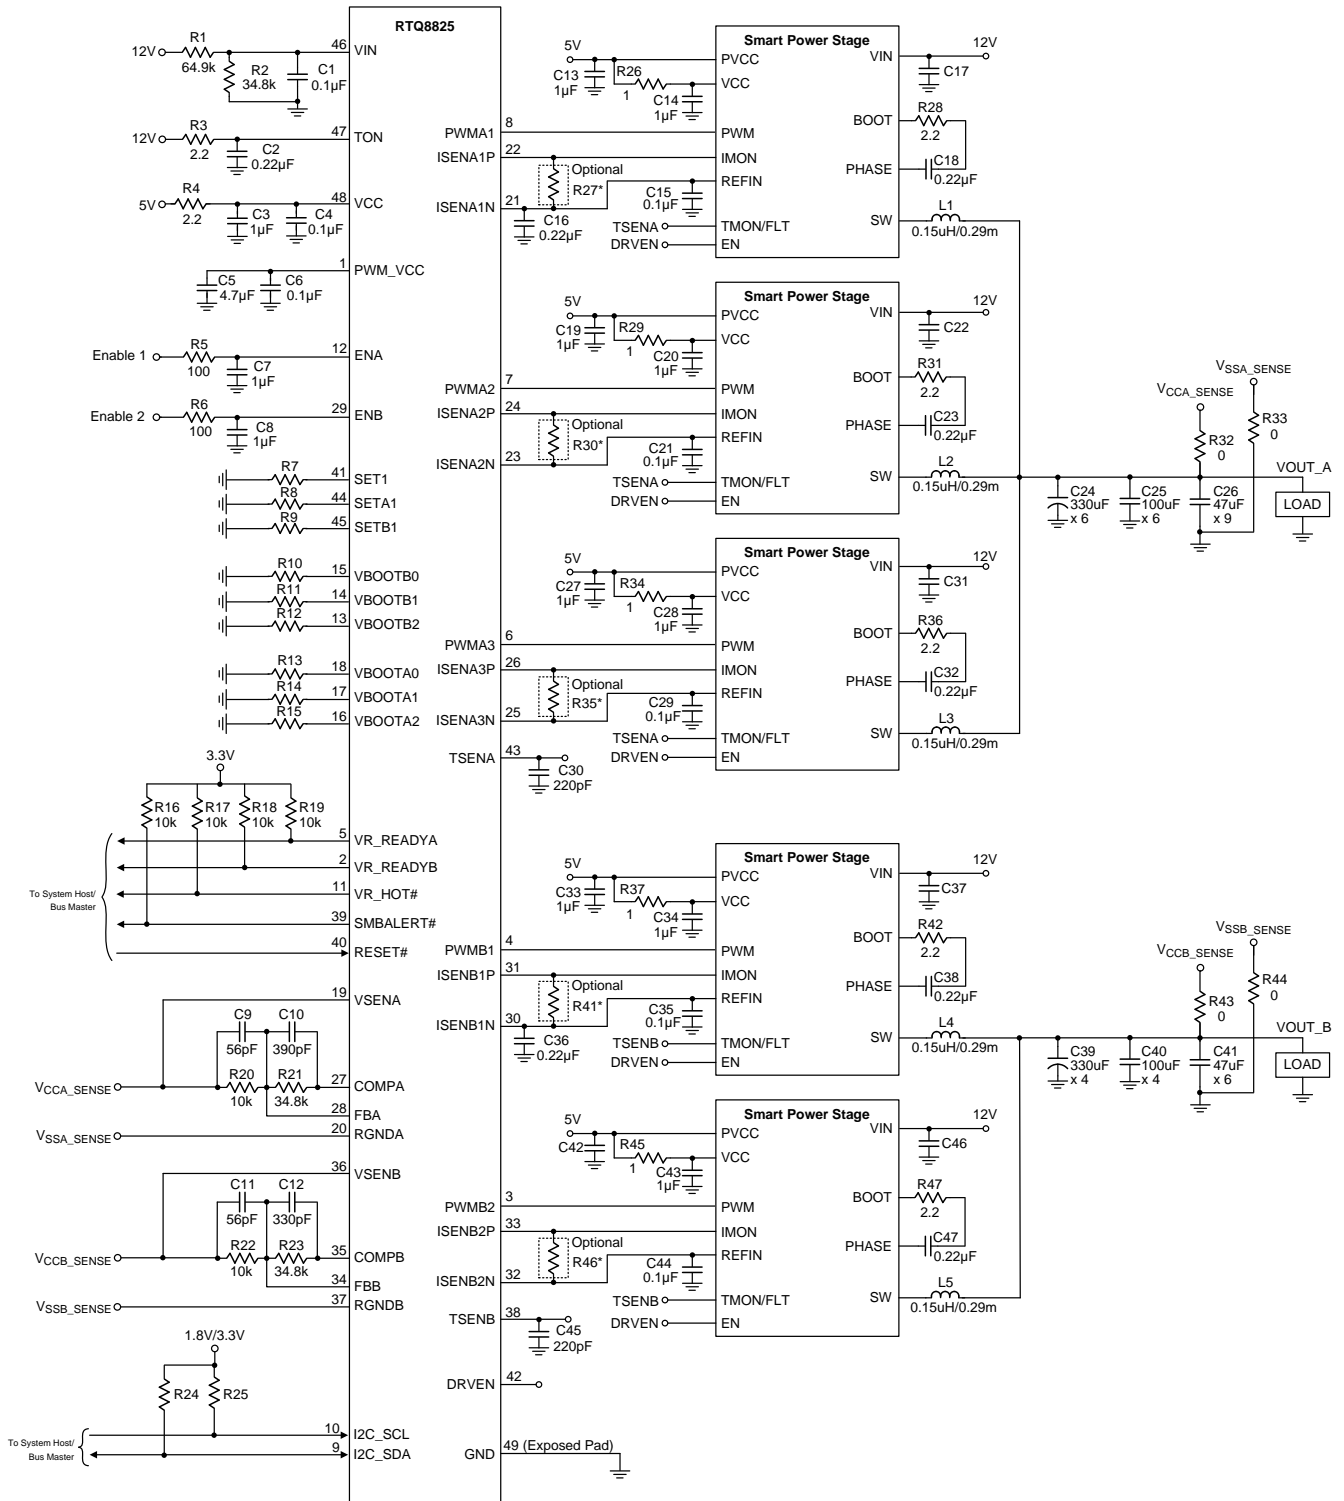 RTQ8825
12V
R1
64.9k
R2
34.8k
C1
0.1µF
46
VIN
12V
R3
2.2
C2
0.22µF
47
TON
5V
R4
2.2
C3
1µF
C4
0.1µF
48
VCC
1
PWM_VCC
C5
4.7µF
C6
0.1µF
Enable 1
R5
100
C7
1µF
12
ENA
Enable 2
R6
100
C8
1µF
29
ENB
R7
41
SET1
R8
44
SETA1
R9
45
SETB1
R10
15
VBOOTB0
R11
14
VBOOTB1
R12
13
VBOOTB2
R13
18
VBOOTA0
R14
17
VBOOTA1
R15
16
VBOOTA2
3.3V
R16
10k
R17
10k
R18
10k
R19
10k
5
VR_READYA
2
VR_READYB
11
VR_HOT#
39
SMBALERT#
40
RESET#
To System Host/
Bus Master
19
VSENA
C9
56pF
C10
390pF
R20
10k
R21
34.8k
VCCA_SENSE
27
COMPA
28
FBA
VSSA_SENSE
20
RGNDA
36
VSENB
C11
56pF
C12
330pF
R22
10k
R23
34.8k
VCCB_SENSE
35
COMPB
34
FBB
VSSB_SENSE
37
RGNDB
1.8V/3.3V
R24
R25
To System Host/
Bus Master
10
I2C_SCL
9
I2C_SDA
PWMA1
8
ISENA1P
22
ISENA1N
21
Optional
R27*
C16
0.22µF
C15
0.1µF
5V
C13
1µF
R26
1
C14
1µF
TSENA
DRVEN
Smart Power Stage
PVCC
VCC
PWM
IMON
REFIN
TMON/FLT
EN
VIN
BOOT
PHASE
SW
12V
C17
R28
2.2
C18
0.22µF
L1
0.15uH/0.29m
PWMA2
7
ISENA2P
24
ISENA2N
23
Optional
R30*
C21
0.1µF
5V
C19
1µF
R29
1
C20
1µF
TSENA
DRVEN
Smart Power Stage
PVCC
VCC
PWM
IMON
REFIN
TMON/FLT
EN
VIN
BOOT
PHASE
SW
12V
C22
R31
2.2
C23
0.22µF
L2
0.15uH/0.29m
VSSA_SENSE
VCCA_SENSE
R33
0
R32
0
VOUT_A
C24
330uF
x 6
C25
100uF
x 6
C26
47uF
x 9
LOAD
PWMA3
6
ISENA3P
26
ISENA3N
25
Optional
R35*
C29
0.1µF
5V
C27
1µF
R34
1
C28
1µF
TSENA
DRVEN
Smart Power Stage
PVCC
VCC
PWM
IMON
REFIN
TMON/FLT
EN
VIN
BOOT
PHASE
SW
12V
C31
R36
2.2
C32
0.22µF
L3
0.15uH/0.29m
TSENA
43
C30
220pF
PWMB1
4
ISENB1P
31
ISENB1N
30
Optional
R41*
C36
0.22µF
C35
0.1µF
5V
C33
1µF
R37
1
C34
1µF
TSENB
DRVEN
Smart Power Stage
PVCC
VCC
PWM
IMON
REFIN
TMON/FLT
EN
VIN
BOOT
PHASE
SW
12V
C37
R42
2.2
C38
0.22µF
L4
0.15uH/0.29m
VSSB_SENSE
VCCB_SENSE
R44
0
R43
0
VOUT_B
C39
330uF
x 4
C40
100uF
x 4
C41
47uF
x 6
LOAD
PWMB2
3
ISENB2P
33
ISENB2N
32
Optional
R46*
C44
0.1µF
5V
C42
R45
1
C43
1µF
TSENB
DRVEN
Smart Power Stage
PVCC
VCC
PWM
IMON
REFIN
TMON/FLT
EN
VIN
BOOT
PHASE
SW
12V
C46
R47
2.2
C47
0.22µF
L5
0.15uH/0.29m
TSENB
38
C45
220pF
DRVEN
42
GND
49 (Exposed Pad)